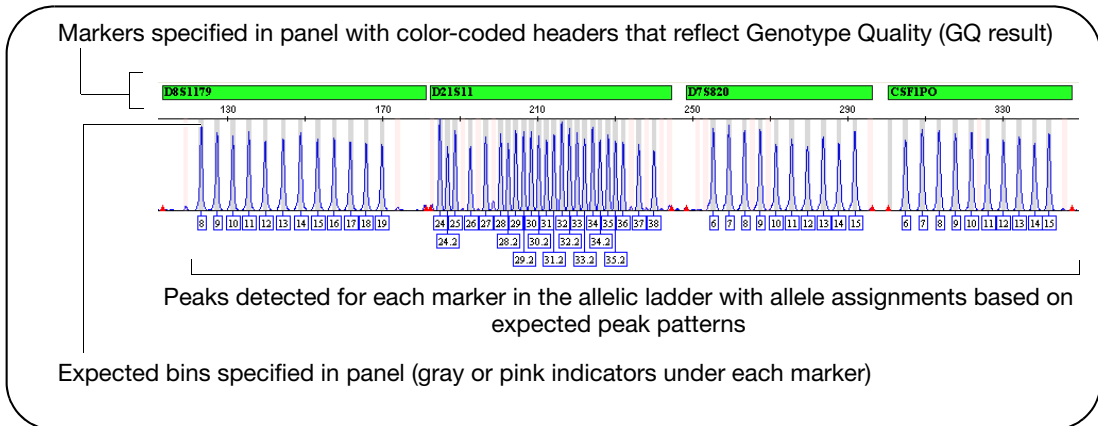 Markers specified in panel with color-coded headers that reflect Genotype Quality (GQ result)
D8S1179 D21S11 D7S820 CSF1PO
130 170 210 250 290 330
8 9 10 11 12 13 14 15 16 17 18 19 24 25 26 27 28 29 30 31 32 33 34 35 36 37 38 6 7 8 9 10 11 12 13 14 15 6 7 8 9 10 11 12 13 14 15
24.2 28.2 30.2 32.2 34.2
29.2 31.2 33.2 35.2
Peaks detected for each marker in the allelic ladder with allele assignments based on
expected peak patterns
Expected bins specified in panel (gray or pink indicators under each marker)